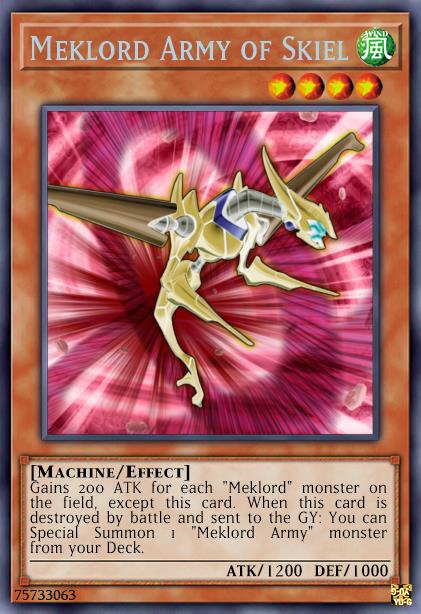 MEKLORD ARMY OF SKIEL
WIND
風
[MACHINE/EFFECT]
Gains 200 ATK for each "Meklord" monster on
the field, except this card. When this card is
destroyed by battle and sent to the GY: You can
Special Summon 1 "Meklord Army" monster
from your Deck.
ATK/1200 DEF/1000
75733063